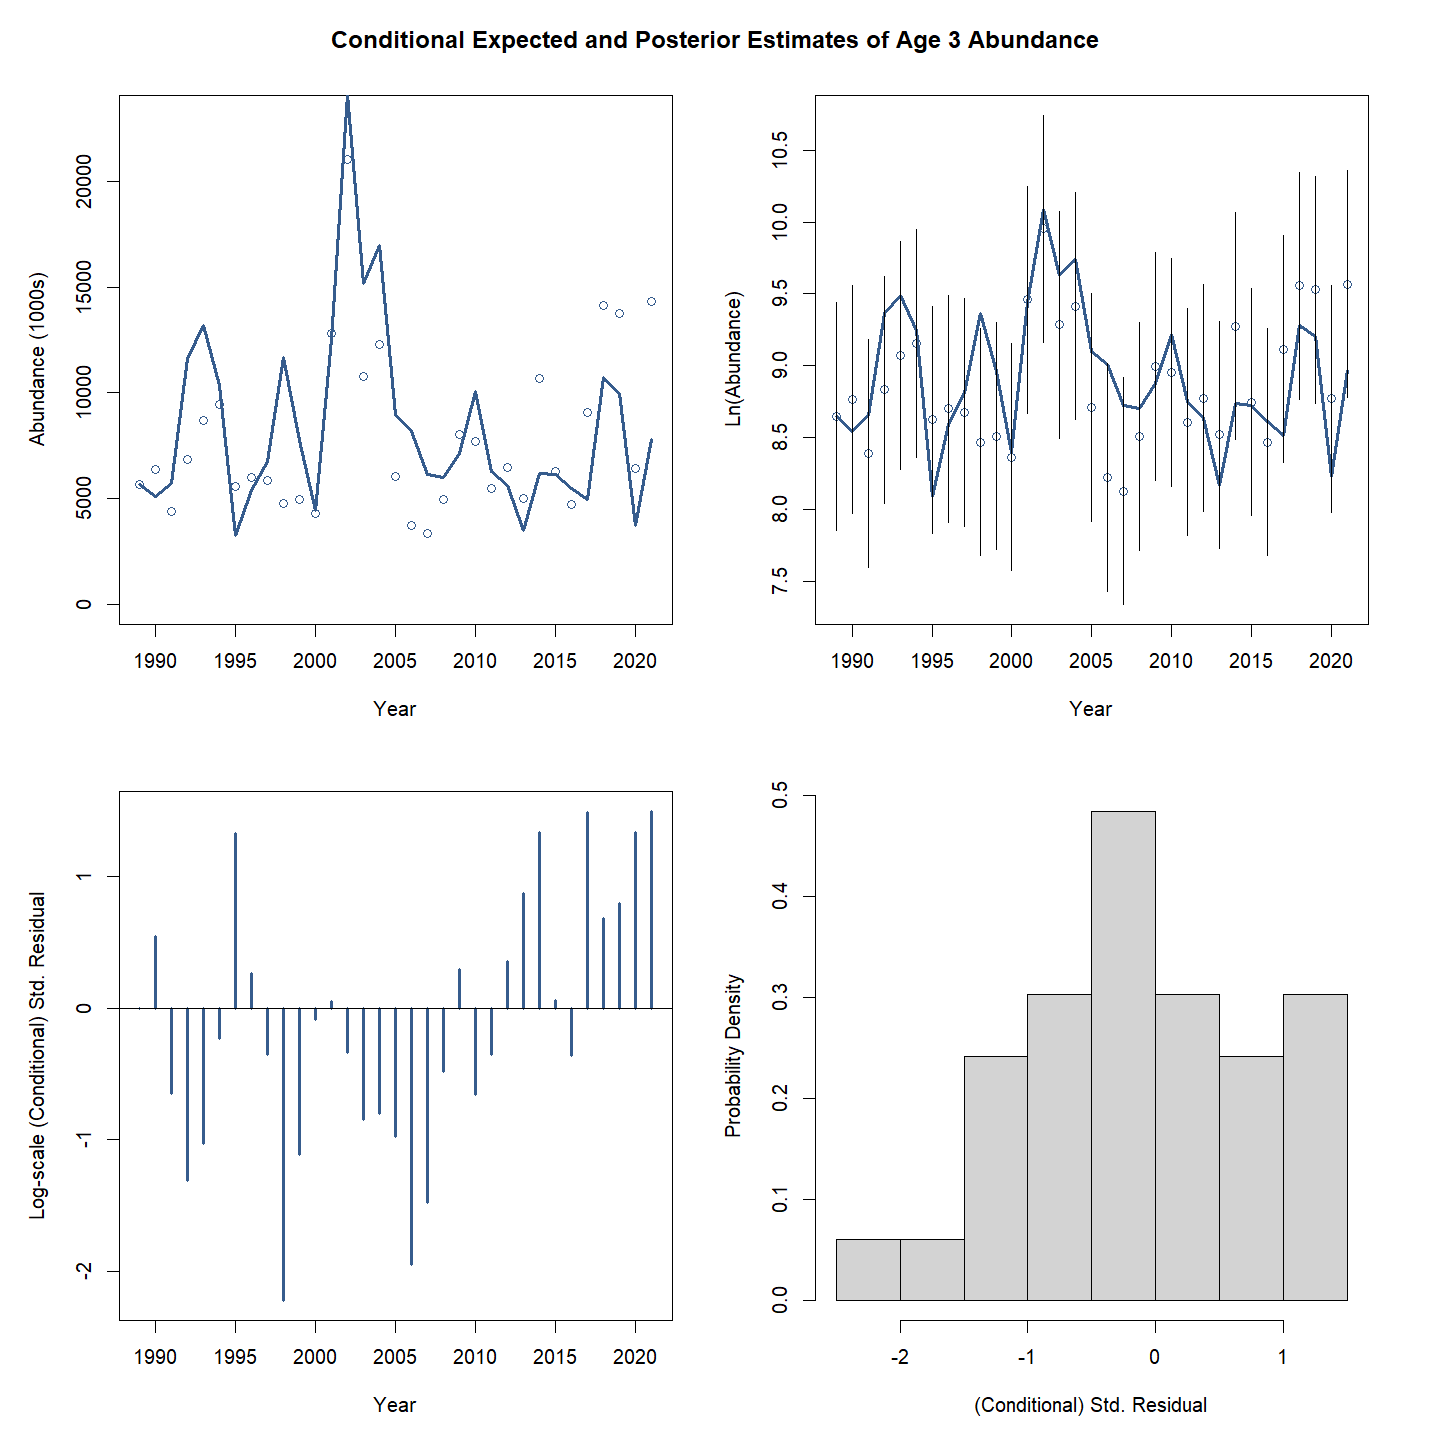 Conditional Expected and Posterior Estimates of Age 3 Abundance
Abundance (1000s)
20000
15000
10000
5000
0
1990 1995 2000 2005 2010 2015 2020
Year
Ln(Abundance)
10.5
10.0
9.5
9.0
8.5
8.0
7.5
1990 1995 2000 2005 2010 2015 2020
Year
Log-scale (Conditional) Std. Residual
1
0
-1
-2
1990 1995 2000 2005 2010 2015 2020
Year
Probability Density
0.5
0.4
0.3
0.2
0.1
0.0
-2 -1 0 1
(Conditional) Std. Residual